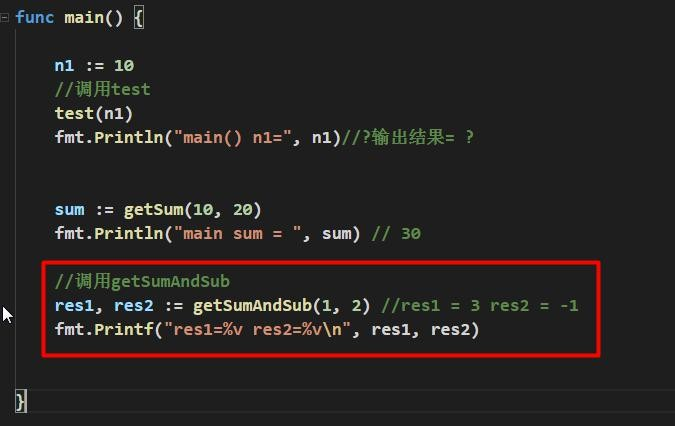 func main() {
n1 := 10
//调用test
test(n1)
fmt.Println("main() n1=", n1)//?输出结果= ?
sum := getSum(10, 20)
fmt.Println("main sum = ", sum) // 30
//调用getSumAndSub
res1, res2 := getSumAndSub(1, 2) //res1 = 3 res2 = -1
fmt.Printf("res1=%v res2=%v\n", res1, res2)
}